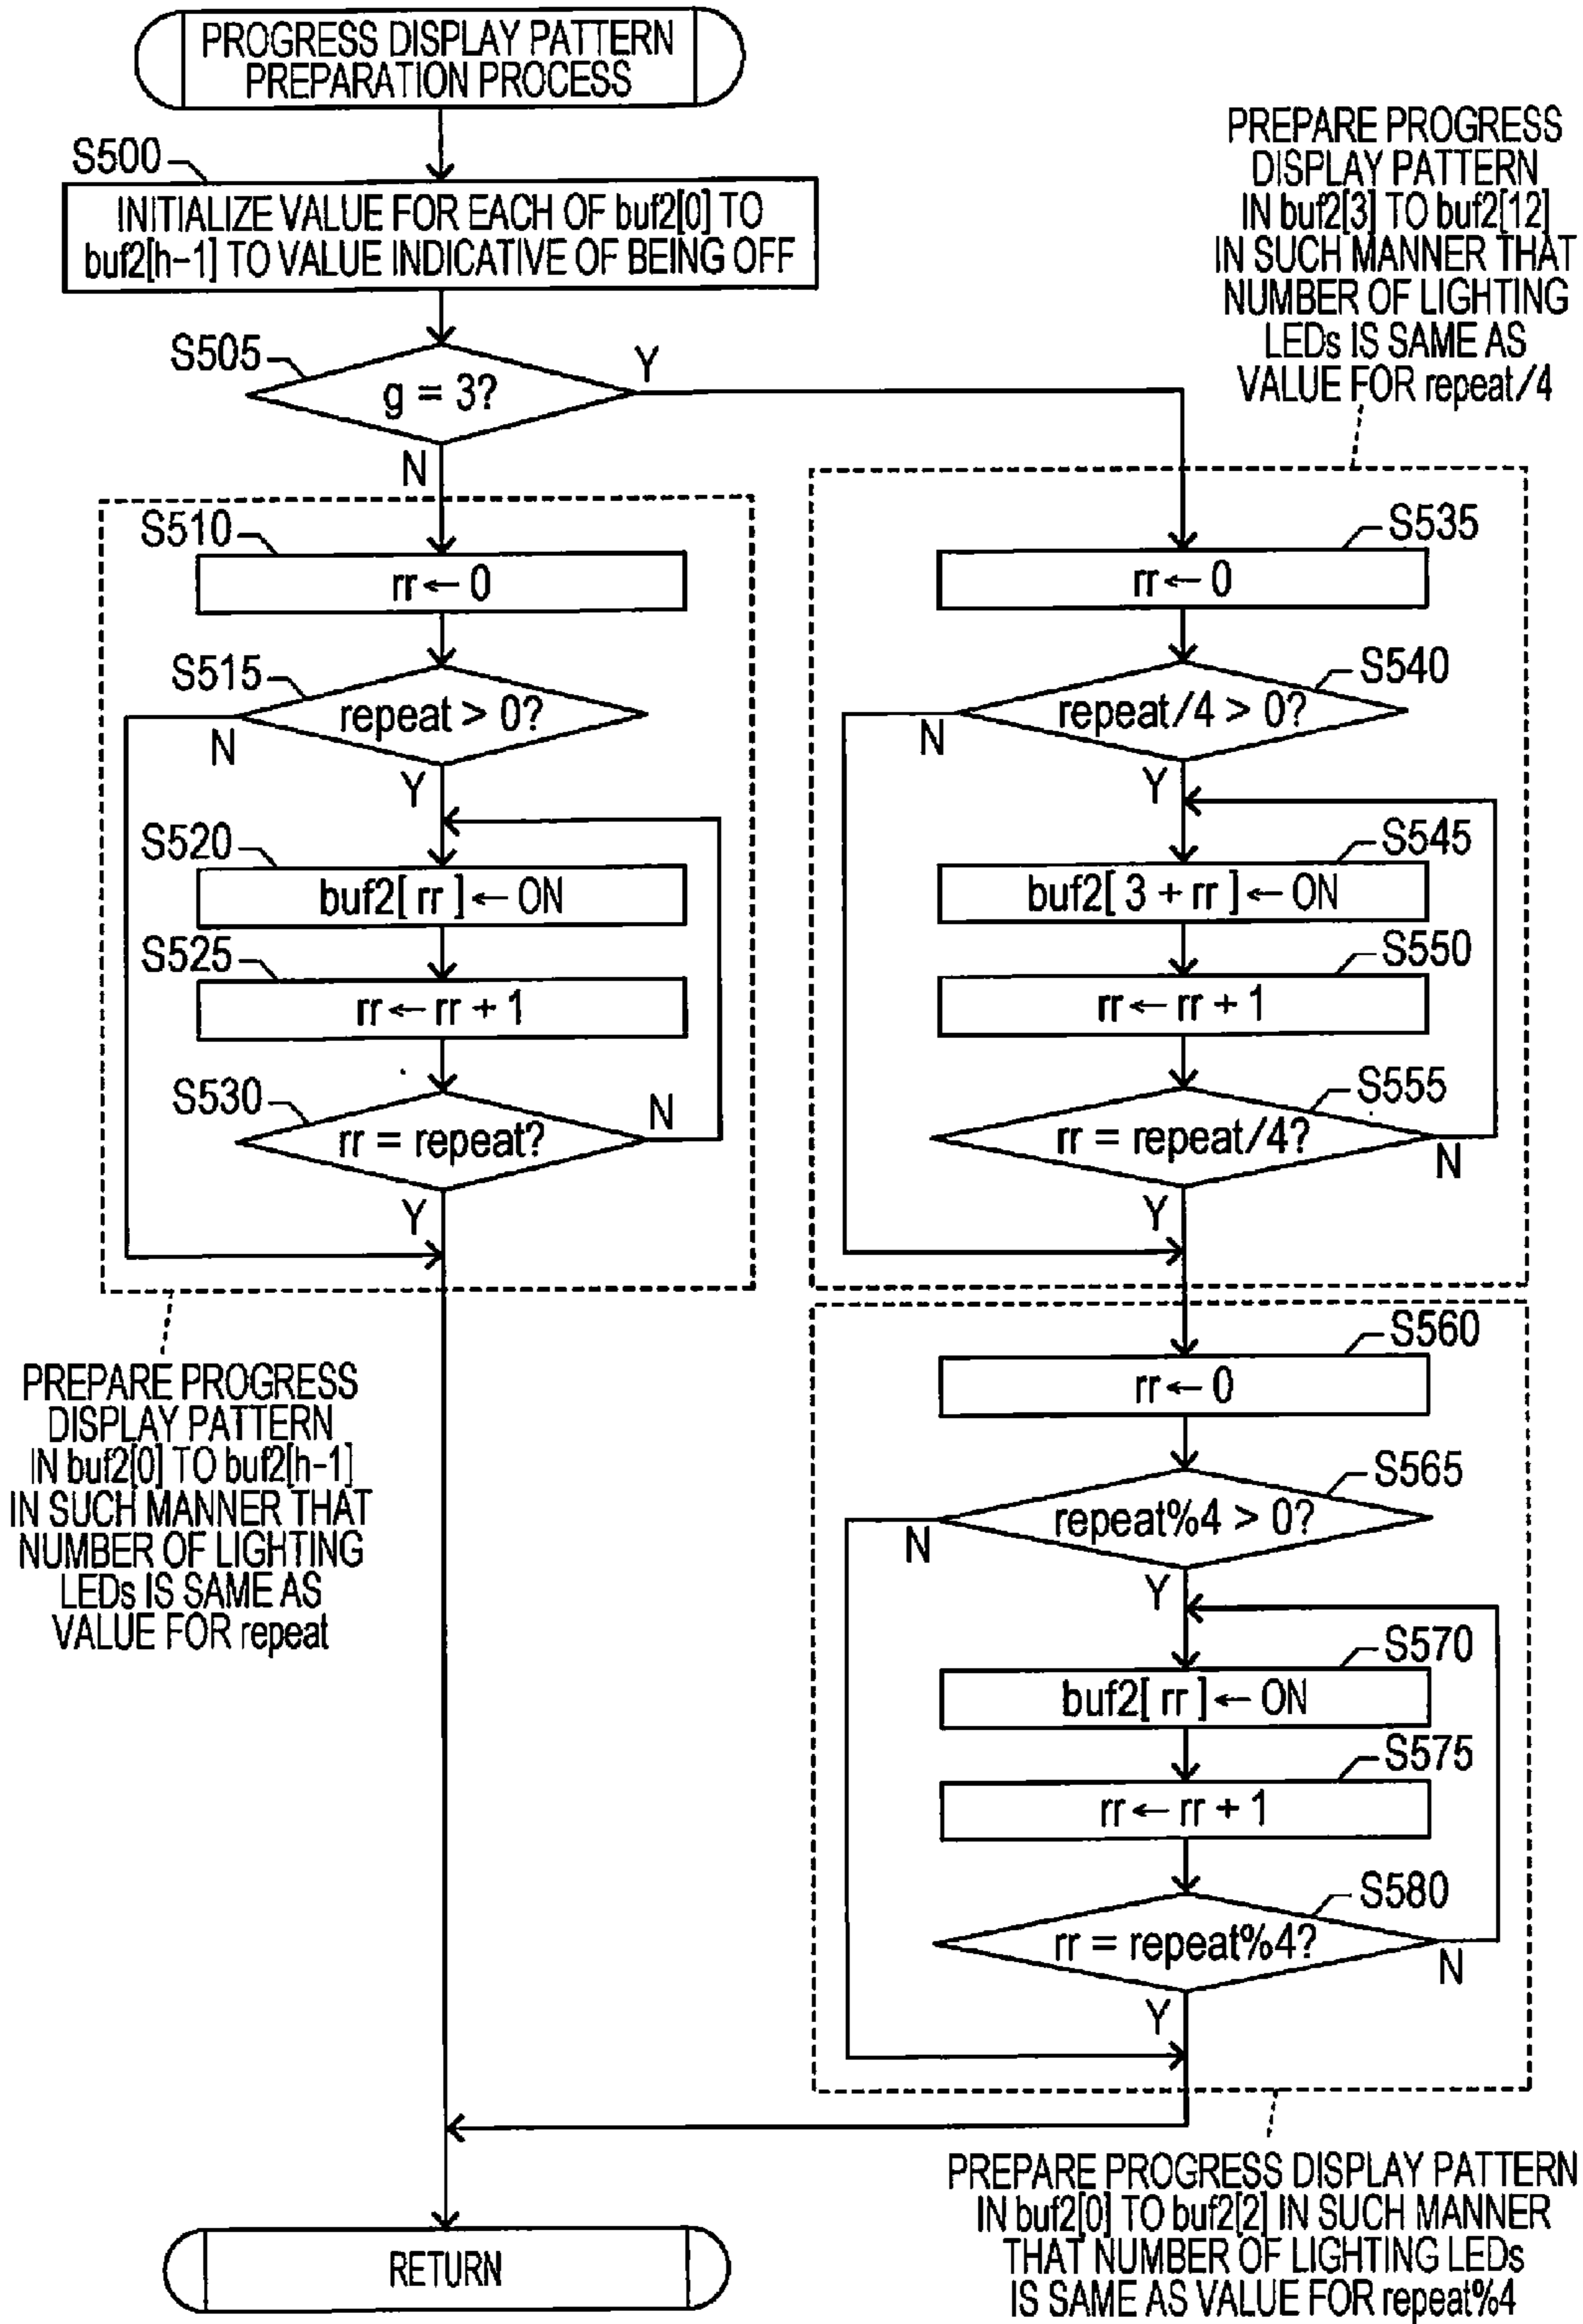 PROGRESS DISPLAY PATTERN
PREPARATION PROCESS
S500
INITIALIZE VALUE FOR EACH OF buf2[0] TO
buf2[h-1] TO VALUE INDICATIVE OF BEING OFF
S505
g = 3?
Y
N
PREPARE PROGRESS
DISPLAY PATTERN
IN buf2[3] TO buf2[12]
IN SUCH MANNER THAT
NUMBER OF LIGHTING
LEDs IS SAME AS
VALUE FOR repeat/4
S510
rr ← 0
S515
repeat > 0?
N
Y
S520
buf2[ rr ] ← ON
S525
rr ← rr + 1
S530
rr = repeat?
N
Y
PREPARE PROGRESS
DISPLAY PATTERN
IN buf2[0] TO buf2[h-1]
IN SUCH MANNER THAT
NUMBER OF LIGHTING
LEDs IS SAME AS
VALUE FOR repeat
S535
rr ← 0
S540
repeat/4 > 0?
N
Y
S545
buf2[ 3 + rr ] ← ON
S550
rr ← rr + 1
S555
rr = repeat/4?
N
Y
S560
rr ← 0
S565
repeat%4 > 0?
N
Y
S570
buf2[ rr ] ← ON
S575
rr ← rr + 1
S580
rr = repeat%4?
N
Y
PREPARE PROGRESS DISPLAY PATTERN
IN buf2[0] TO buf2[2] IN SUCH MANNER
THAT NUMBER OF LIGHTING LEDs
IS SAME AS VALUE FOR repeat%4
RETURN